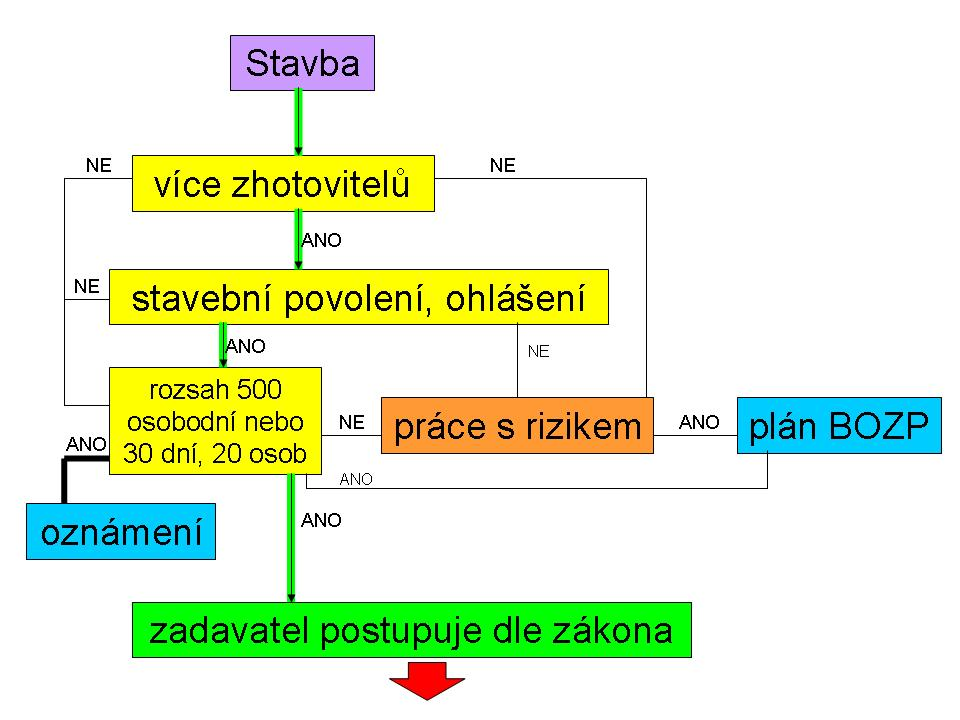 Stavba
NE
NE
více zhotovitelů
ANO
NE
stavební povolení, ohlášení
ANO
NE
rozsah 500
osobodní nebo
30 dní, 20 osob
NE
práce s rizikem
ANO
plán BOZP
ANO
ANO
oznámení
ANO
zadavatel postupuje dle zákona